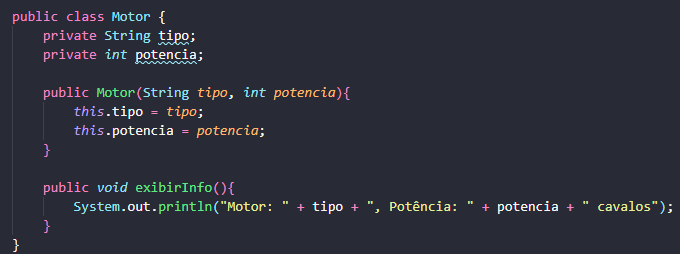 public class Motor {
    private String tipo;
    private int potencia;

    public Motor(String tipo, int potencia){
        this.tipo = tipo;
        this.potencia = potencia;
    }

    public void exibirInfo(){
        System.out.println("Motor: " + tipo + ", Potência: " + potencia + " cavalos");
    }
}